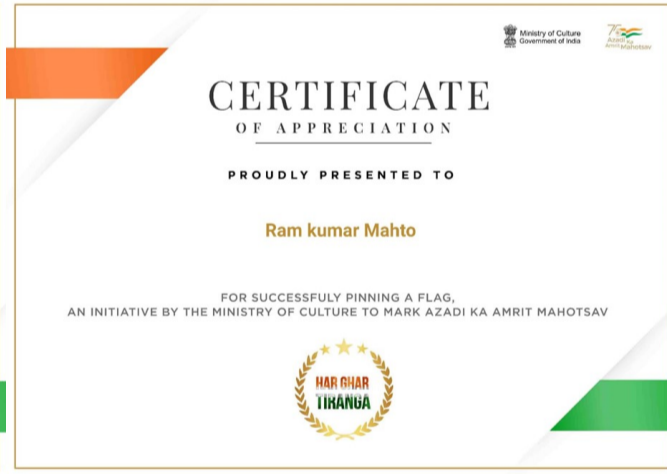 Ministry of Culture
Government of India
75
Azadi Ka
Amrit Mahotsav
CERTIFICATE
OF APPRECIATION
PROUDLY PRESENTED TO
Ram kumar Mahto
FOR SUCCESSFULY PINNING A FLAG,
AN INITIATIVE BY THE MINISTRY OF CULTURE TO MARK AZADI KA AMRIT MAHOTSAV
HAR GHAR
TIRANGA